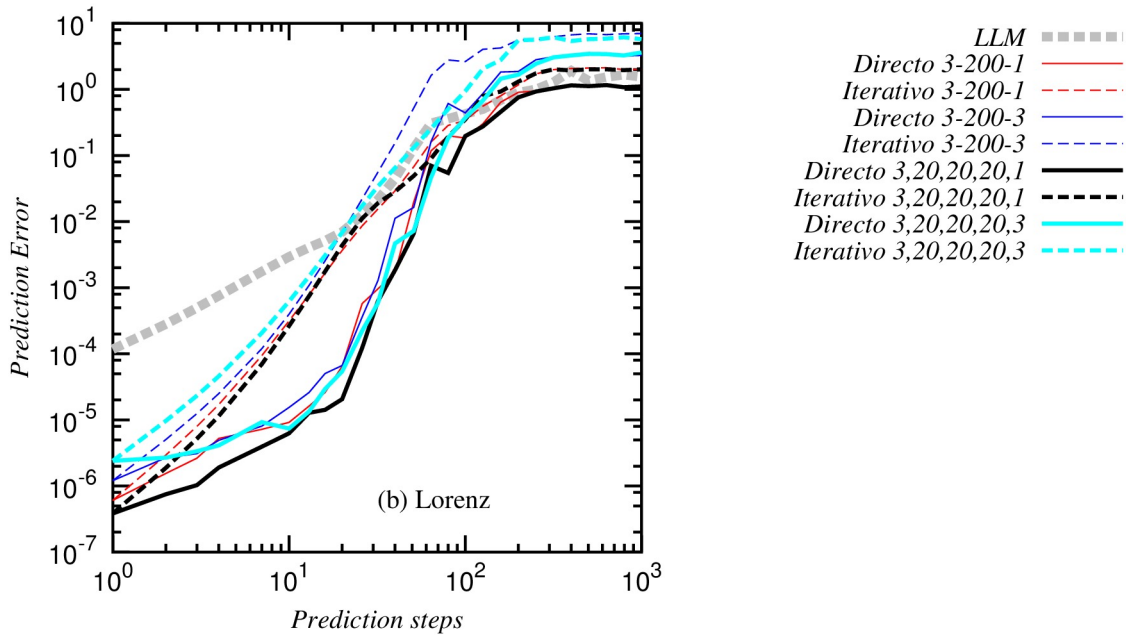 10^1
10^0
10^-1
10^-2
10^-3
10^-4
10^-5
10^-6
10^-7
Prediction Error
(b) Lorenz
10^0
10^1
10^2
10^3
Prediction steps
LLM
Directo 3-200-1
Iterativo 3-200-1
Directo 3-200-3
Iterativo 3-200-3
Directo 3,20,20,20,1
Iterativo 3,20,20,20,1
Directo 3,20,20,20,3
Iterativo 3,20,20,20,3